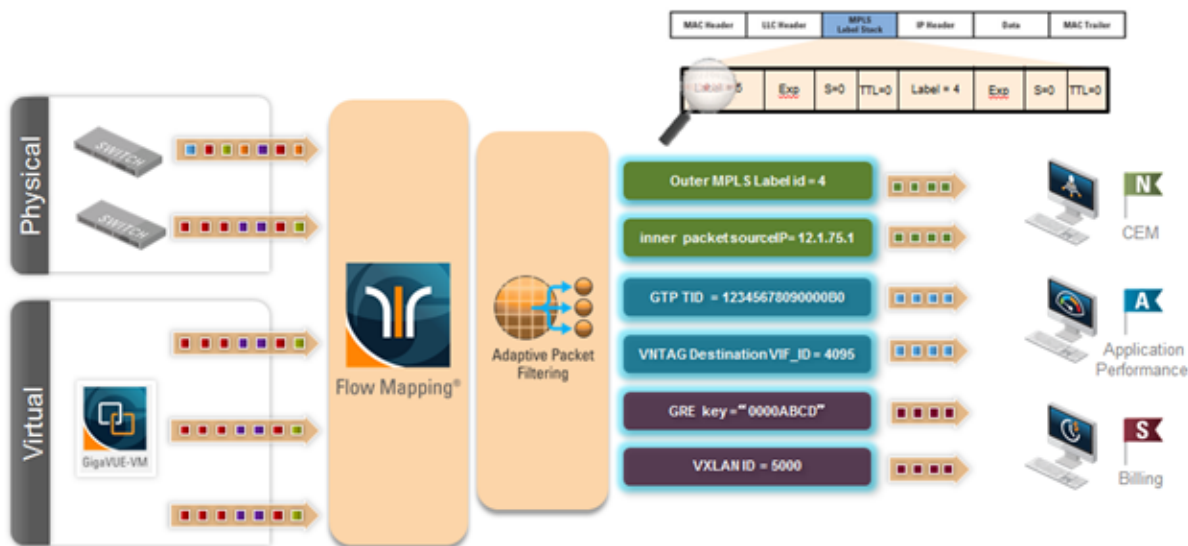 MAC Header LLC Header MPLS Label Stack IP Header Data MAC Trailer
Label = 5 Exp S=0 TTL=0 Label = 4 Exp S=0 TTL=0
Physical
SWITCH
SWITCH
Virtual
GigaVUE-VM
Flow Mapping®
Adaptive Packet
Filtering
Outer MPLS Label id = 4
inner packet sourceIP= 12.1.75.1
GTP TID = 12345678090000B0
VNTAG Destination VIF_ID = 4095
GRE key =“0000ABCD”
VXLAN ID = 5000
N
CEM
A
Application
Performance
S
Billing